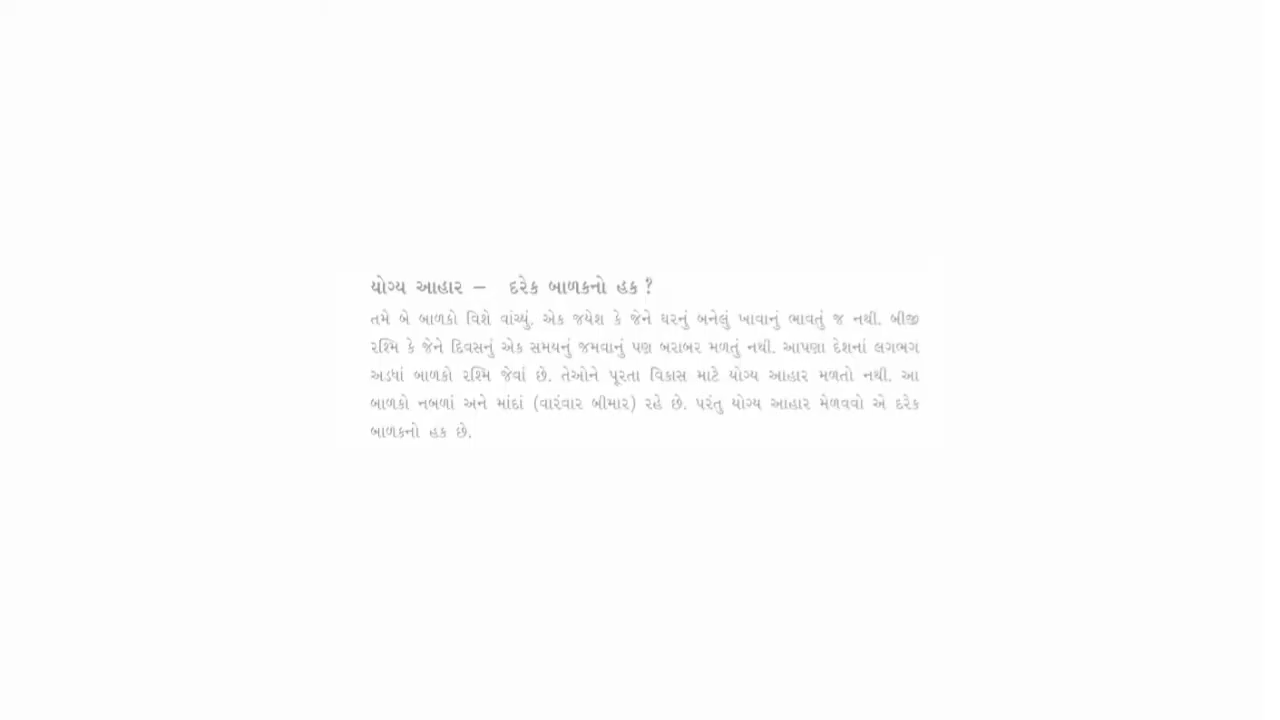 યોગ્ય આહાર – દરેક બાળકનો હક ?
તમે બે બાળકો વિશે વાંચ્યું. એક જયેશ કે જેને ઘરનું બનેલું ખાવાનું ભાવતું જ નથી. બીજી
રશ્મિ કે જેને દિવસનું એક સમયનું જમવાનું પણ બરાબર મળતું નથી. આપણા દેશનાં લગભગ
અડધાં બાળકો રશ્મિ જેવાં છે. તેઓને પૂરતા વિકાસ માટે યોગ્ય આહાર મળતો નથી. આ
બાળકો નબળાં અને માંદાં (વારંવાર બીમાર) રહે છે. પરંતુ યોગ્ય આહાર મેળવવો એ દરેક
બાળકનો હક છે.